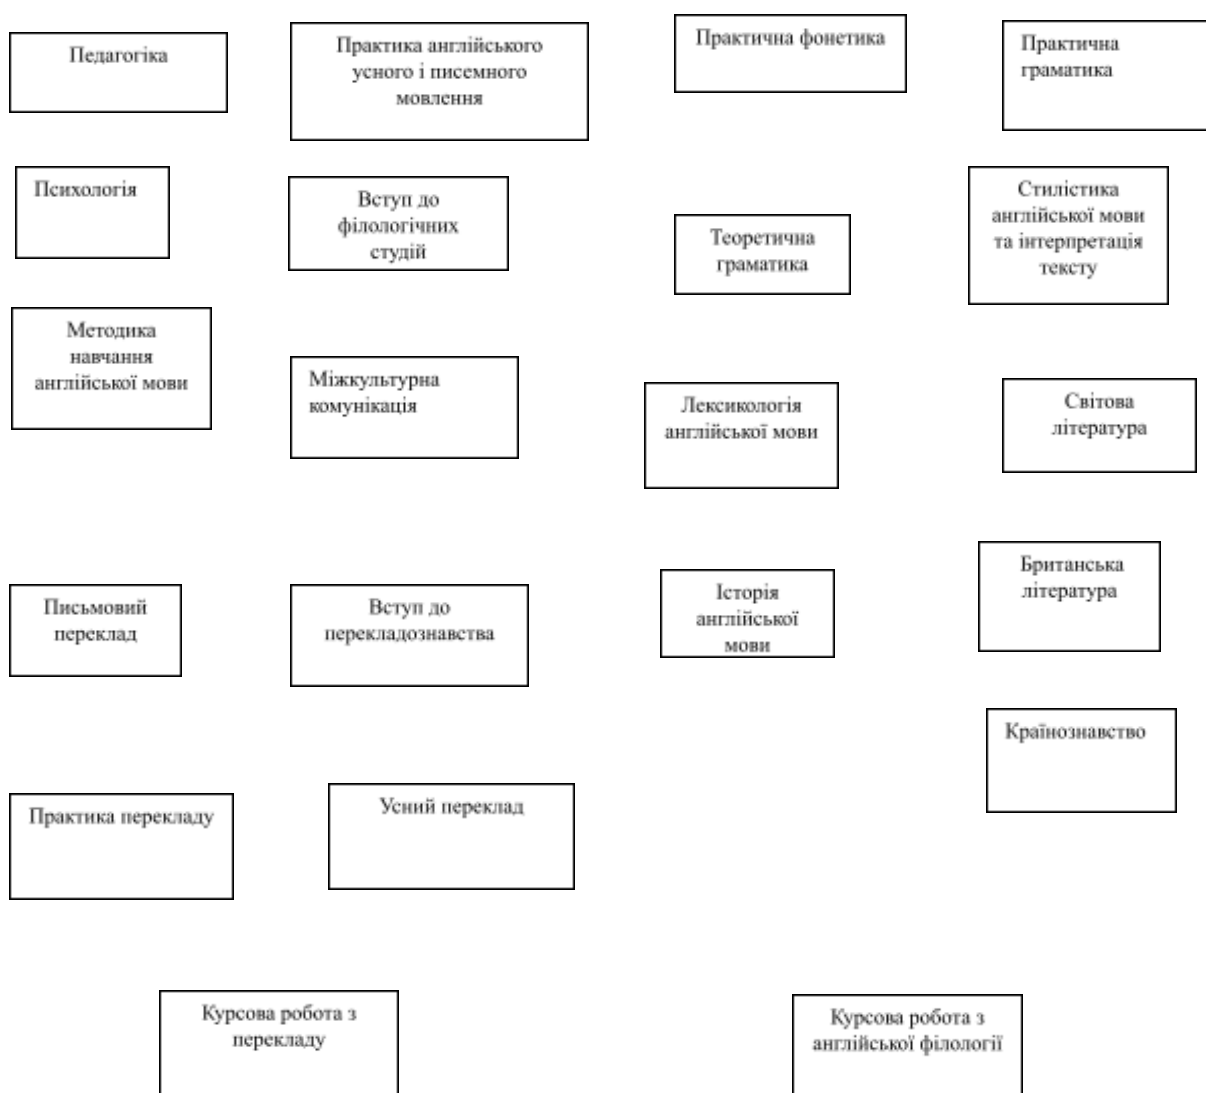 Педагогіка
Практика англійського
усного і писемного
мовлення
Практична фонетика
Практична
граматика
Психологія
Вступ до
філологічних
студій
Теоретична
граматика
Стилістика
англійської мови
та інтерпретація
тексту
Методика
навчання
англійської мови
Міжкультурна
комунікація
Лексикологія
англійської мови
Світова
література
Письмовий
переклад
Вступ до
перекладознавства
Історія
англійської
мови
Британська
література
Країнознавство
Практика перекладу
Усний переклад
Курсова робота з
перекладу
Курсова робота з
англійської філології